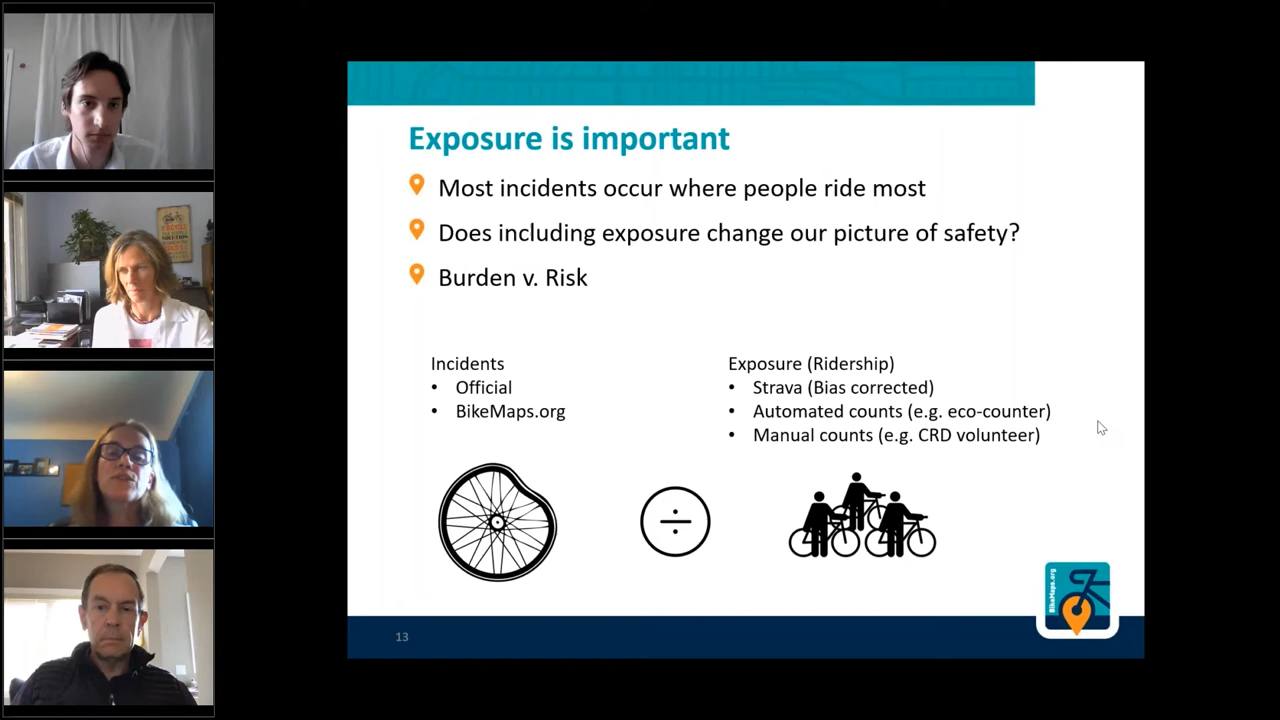 Exposure is important
Most incidents occur where people ride most
Does including exposure change our picture of safety?
Burden v. Risk
Incidents
• Official
• BikeMaps.org
Exposure (Ridership)
• Strava (Bias corrected)
• Automated counts (e.g. eco-counter)
• Manual counts (e.g. CRD volunteer)
÷
BikeMaps.org
13